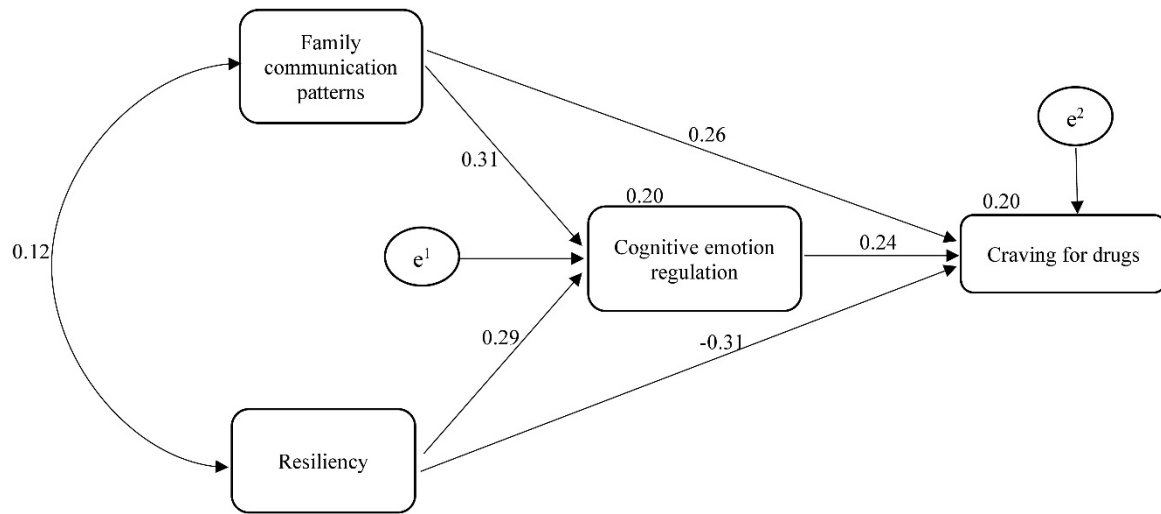 Family
communication
patterns
e²
0.26
0.31
0.20
0.20
0.12
e¹
Cognitive emotion
regulation
0.24
Craving for drugs
0.29
-0.31
Resiliency